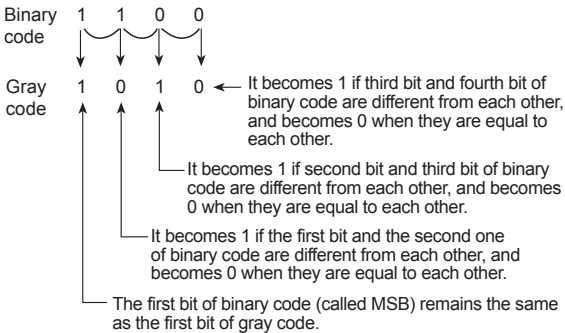 Binary 1 1 0 0
code
Gray 1 0 1 0 It becomes 1 if third bit and fourth bit of
code binary code are different from each other,
and becomes 0 when they are equal to
each other.
It becomes 1 if second bit and third bit of binary
code are different from each other, and becomes
0 when they are equal to each other.
It becomes 1 if the first bit and the second one
of binary code are different from each other, and
becomes 0 when they are equal to each other.
The first bit of binary code (called MSB) remains the same
as the first bit of gray code.